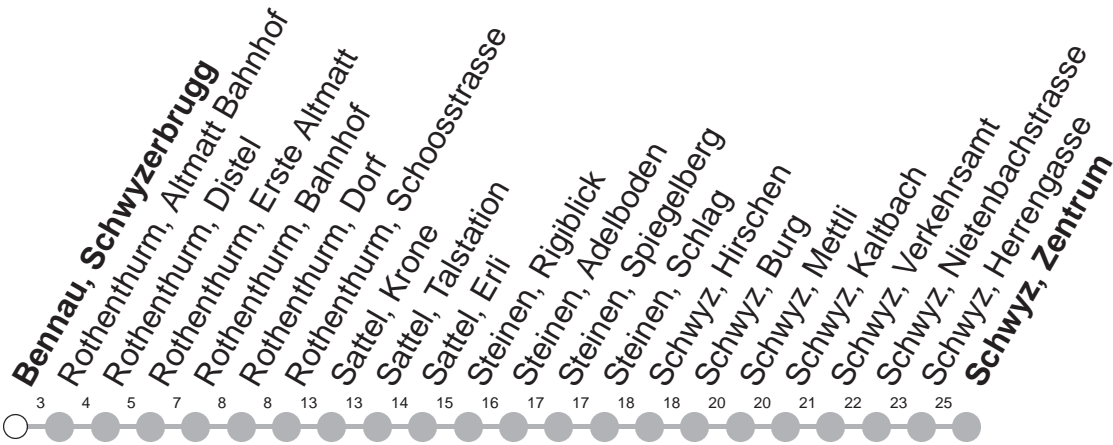 Bennau, Schwyzerbrugg
Rothenthurm, Altmatt Bahnhof
Rothenthurm, Distel
Rothenthurm, Erste Altmatt
Rothenthurm, Bahnhof
Rothenthurm, Dorf
Rothenthurm, Schoosstrasse
Sattel, Krone
Sattel, Talstation
Sattel, Erli
Steinen, Rigiblick
Steinen, Adelboden
Steinen, Spiegelberg
Steinen, Schlag
Schwyz, Hirschen
Schwyz, Burg
Schwyz, Mettli
Schwyz, Kaltbach
Schwyz, Verkehrsamt
Schwyz, Nietenbachstrasse
Schwyz, Herrengasse
Schwyz, Zentrum
3 4 5 7 8 8 13 13 14 15 16 17 17 18 18 20 20 21 22 23 25